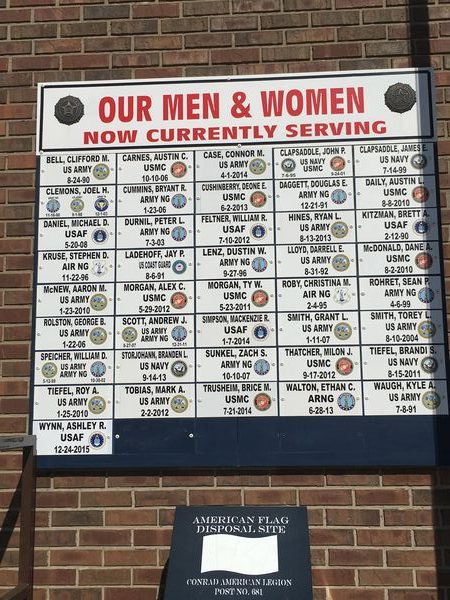 OUR MEN & WOMEN
NOW CURRENTLY SERVING
BELL, CLIFFORD M.
US ARMY
8-24-90
CARNES, AUSTIN C.
USMC
10-10-06
CASE, CONNOR M.
US ARMY
4-1-2014
CLAPSADDLE, JOHN P.
US NAVY
USMC
7-6-95
9-24-01
CLAPSADDLE, JAMES E.
US NAVY
7-14-99
CLEMONS, JOEL H.
CUMMINS, BRYANT R.
ARMY NG
1-23-06
CUSHINBERRY, DEONE E.
USMC
6-2-2013
DAGGETT, DOUGLAS E.
ARMY NG
12-21-91
DAILY, AUSTIN L.
USMC
8-8-2010
DANIEL, MICHAEL D.
USAF
5-20-08
DURNIL, PETER L.
ARMY NG
7-3-03
FELTNER, WILLIAM R.
USAF
7-10-2012
HINES, RYAN L.
US ARMY
8-13-2013
KITZMAN, BRETT A.
USAF
2-12-90
KRUSE, STEPHEN D.
AIR NG
11-22-96
LADEHOFF, JAY P.
US COAST GUARD
8-6-91
LENZ, DUSTIN W.
ARMY NG
9-27-96
LLOYD, DARRELL E.
US ARMY
8-31-92
McDONALD, DANE A.
USMC
8-2-2010
McNEW, AARON M.
US ARMY
1-23-2010
MORGAN, ALEX C.
USMC
5-29-2012
MORGAN, TY W.
USMC
5-23-2011
ROBY, CHRISTINA M.
AIR NG
2-4-95
ROHRET, SEAN P.
ARMY NG
4-6-99
ROLSTON, GEORGE B.
US ARMY
1-22-06
SCOTT, ANDREW J.
US ARMY
ARMY NG
SIMPSON, MACKENZIE R.
USAF
1-7-2014
SMITH, GRANT L.
US ARMY
1-11-07
SMITH, TOREY L.
US ARMY
8-10-2004
SPEICHER, WILLIAM D.
US ARMY
ARMY NG
STORJOHANN, BRANDEN L.
US NAVY
9-14-13
SUNKEL, ZACH S.
ARMY NG
10-10-07
THATCHER, MILON J.
USMC
9-17-2012
TIEFEL, BRANDI S.
US NAVY
8-15-2011
TIEFEL, ROY A.
US ARMY
1-25-2010
TOBIAS, MARK A.
US ARMY
2-2-2012
TRUSHEIM, BRICE M.
USMC
7-21-2014
WALTON, ETHAN C.
ARNG
6-28-13
WAUGH, KYLE A.
US ARMY
7-8-91
WYNN, ASHLEY R.
USAF
12-24-2015
AMERICAN FLAG
DISPOSAL SITE
CONRAD AMERICAN LEGION
POST NO. 681